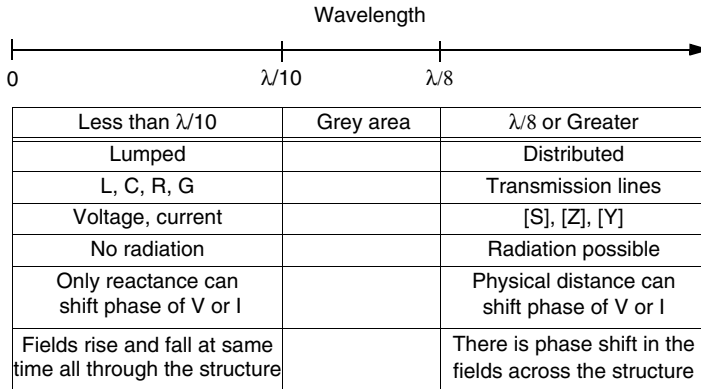 Wavelength
0 λ/10 λ/8
Less than λ/10 Grey area λ/8 or Greater
Lumped Distributed
L, C, R, G Transmission lines
Voltage, current [S], [Z], [Y]
No radiation Radiation possible
Only reactance can Physical distance can
shift phase of V or I shift phase of V or I
Fields rise and fall at same There is phase shift in the
time all through the structure fields across the structure